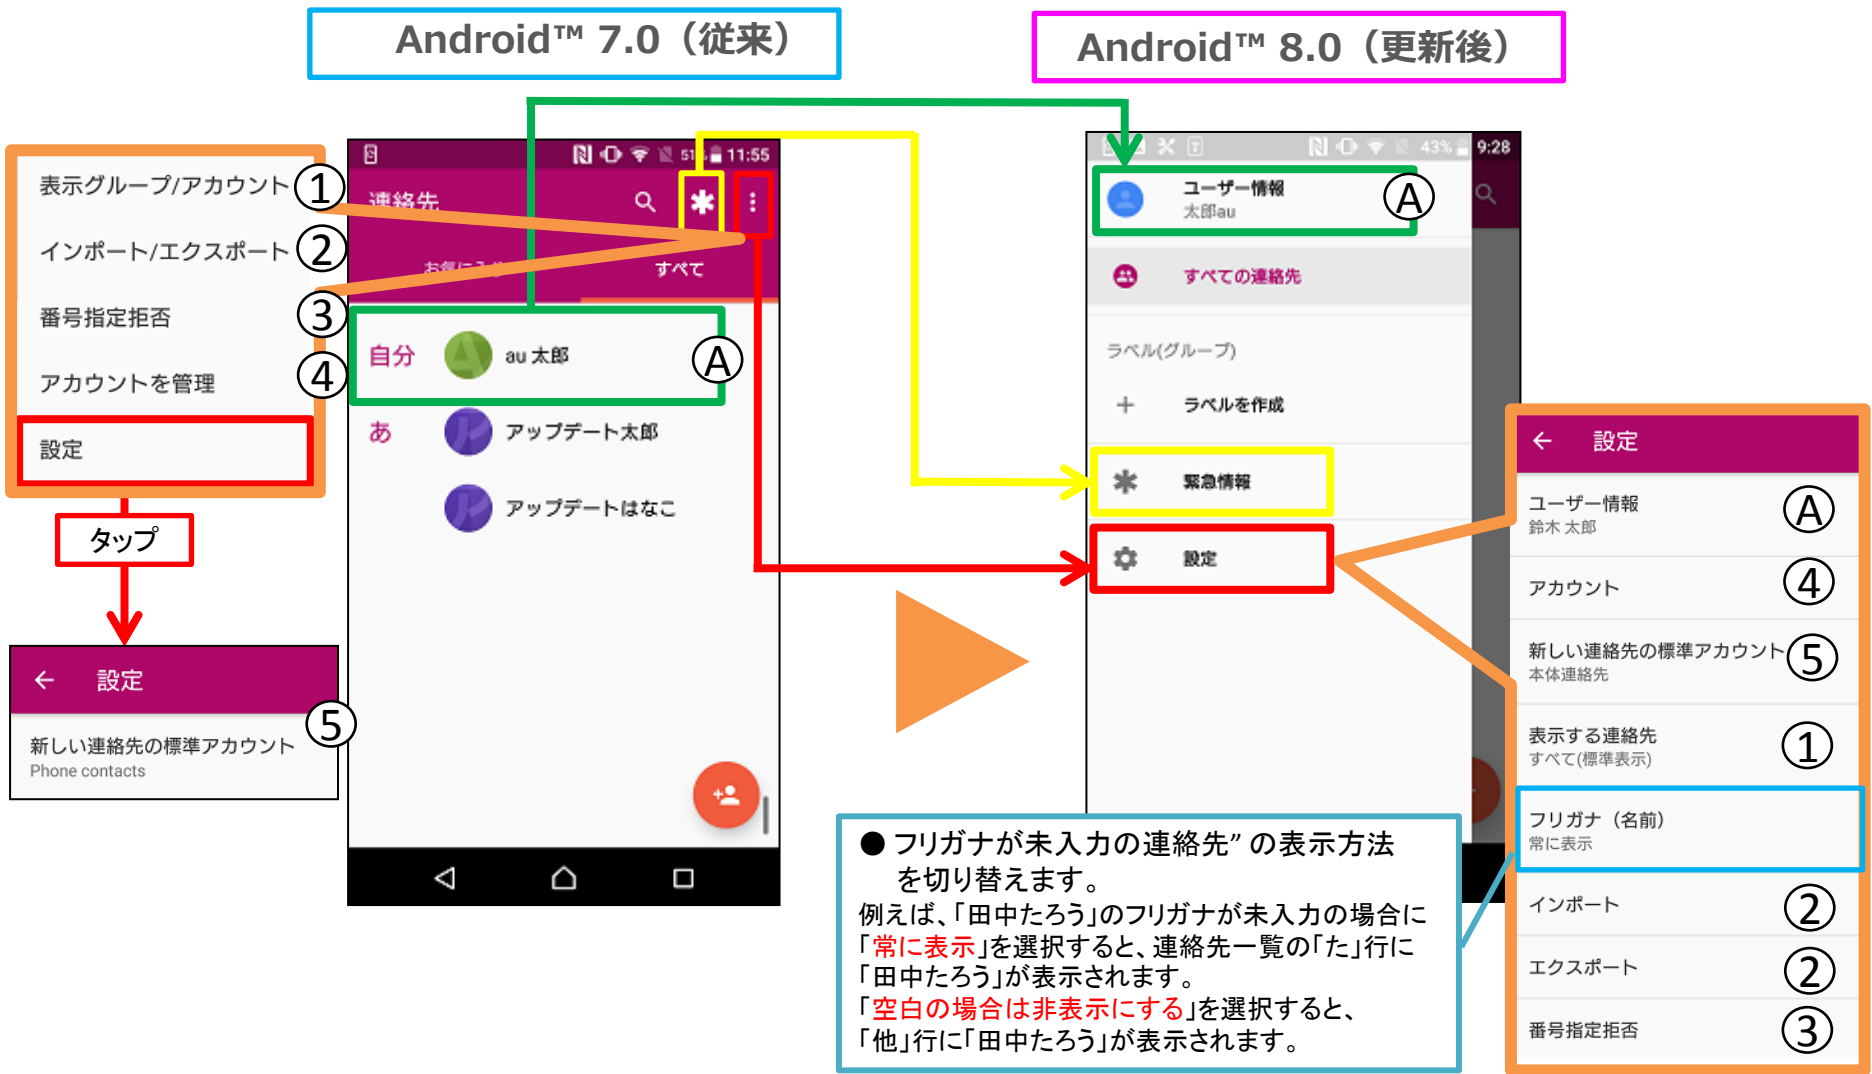 Android™ 7.0（従来）
Android™ 8.0（更新後）
表示グループ/アカウント ①
インポート/エクスポート ②
番号指定拒否 ③
アカウントを管理 ④
設定
タップ
← 設定
⑤
新しい連絡先の標準アカウント
Phone contacts
11:55
連絡先
すべて
自分 au 太郎 Ⓐ
あ アップデート太郎
アップデートはなこ
43% 9:28
ユーザー情報 Ⓐ
太郎au
すべての連絡先
ラベル(グループ)
＋ ラベルを作成
緊急情報
設定
← 設定
ユーザー情報 Ⓐ
鈴木 太郎
アカウント ④
新しい連絡先の標準アカウント ⑤
本体連絡先
表示する連絡先 ①
すべて(標準表示)
フリガナ（名前）
常に表示
インポート ②
エクスポート ②
番号指定拒否 ③
● フリガナが未入力の連絡先” の表示方法
を切り替えます。
例えば、「田中たろう」のフリガナが未入力の場合に
「常に表示」を選択すると、連絡先一覧の「た」行に
「田中たろう」が表示されます。
「空白の場合は非表示にする」を選択すると、
「他」行に「田中たろう」が表示されます。